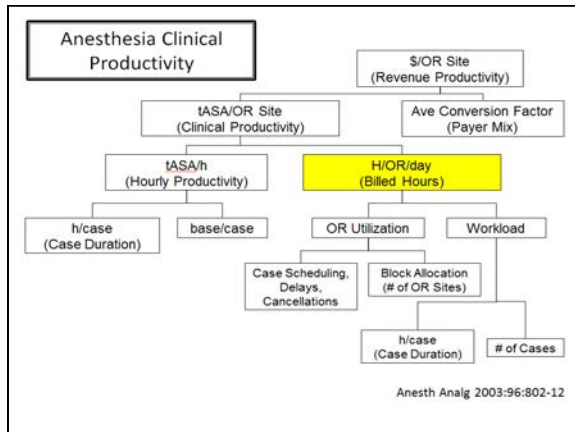 Anesthesia Clinical
Productivity
$/OR Site
(Revenue Productivity)
tASA/OR Site
(Clinical Productivity)
Ave Conversion Factor
(Payer Mix)
tASA/h
(Hourly Productivity)
H/OR/day
(Billed Hours)
h/case
(Case Duration)
base/case
OR Utilization
Workload
Case Scheduling,
Delays,
Cancellations
Block Allocation
(# of OR Sites)
h/case
(Case Duration)
# of Cases
Anesth Analg 2003:96:802-12